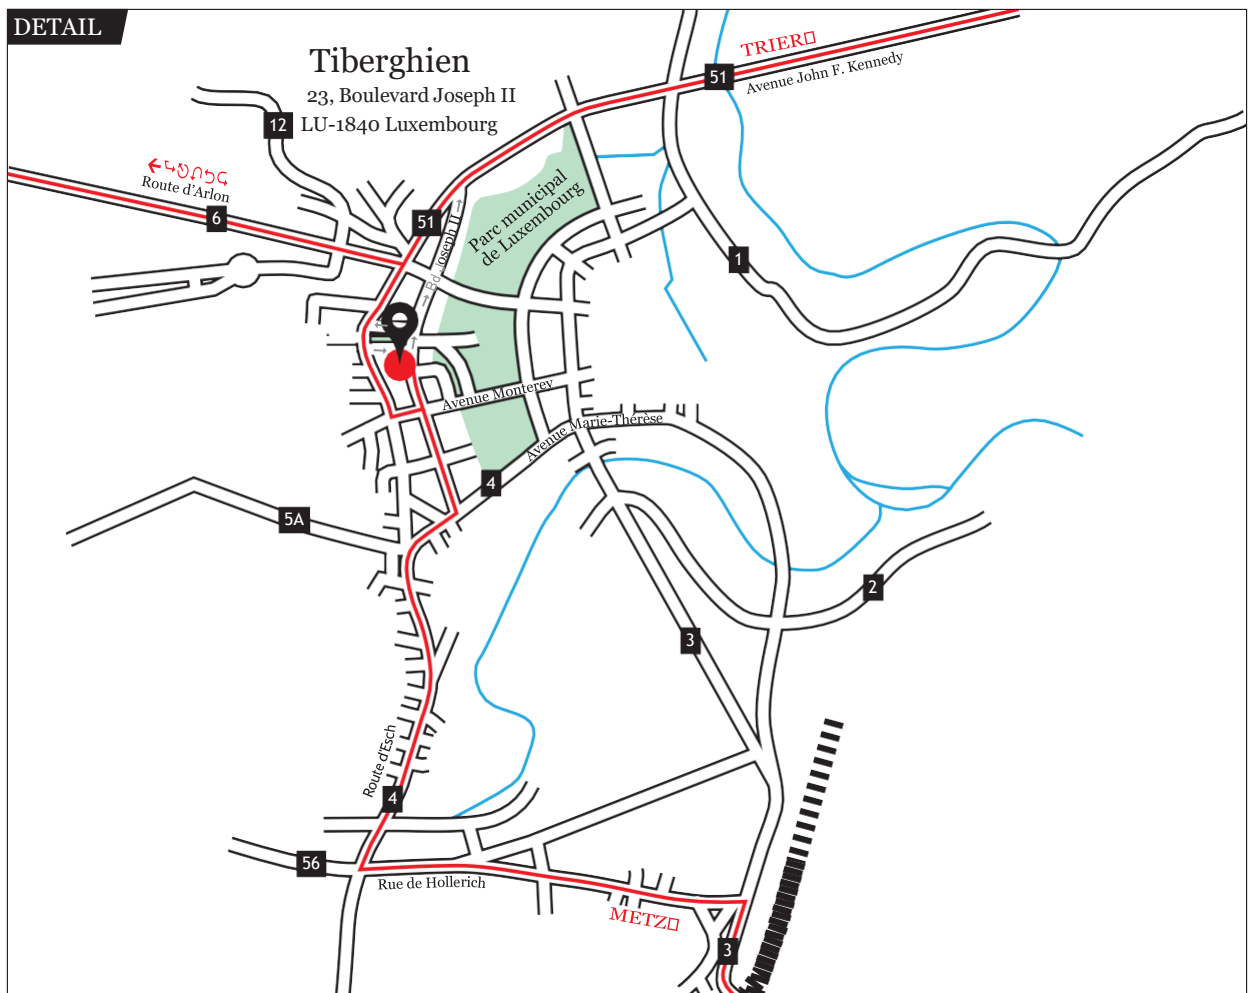 DETAIL
Tiberghien
23, Boulevard Joseph II
LU-1840 Luxembourg
TRIER
51
Avenue John F. Kennedy
12
Route d'Arlon
6
51
Bd Joseph II
Parc municipal
de Luxembourg
1
Avenue Monterey
Avenue Marie-Thérèse
4
5A
2
3
Route d'Esch
4
56
Rue de Hollerich
METZ
3